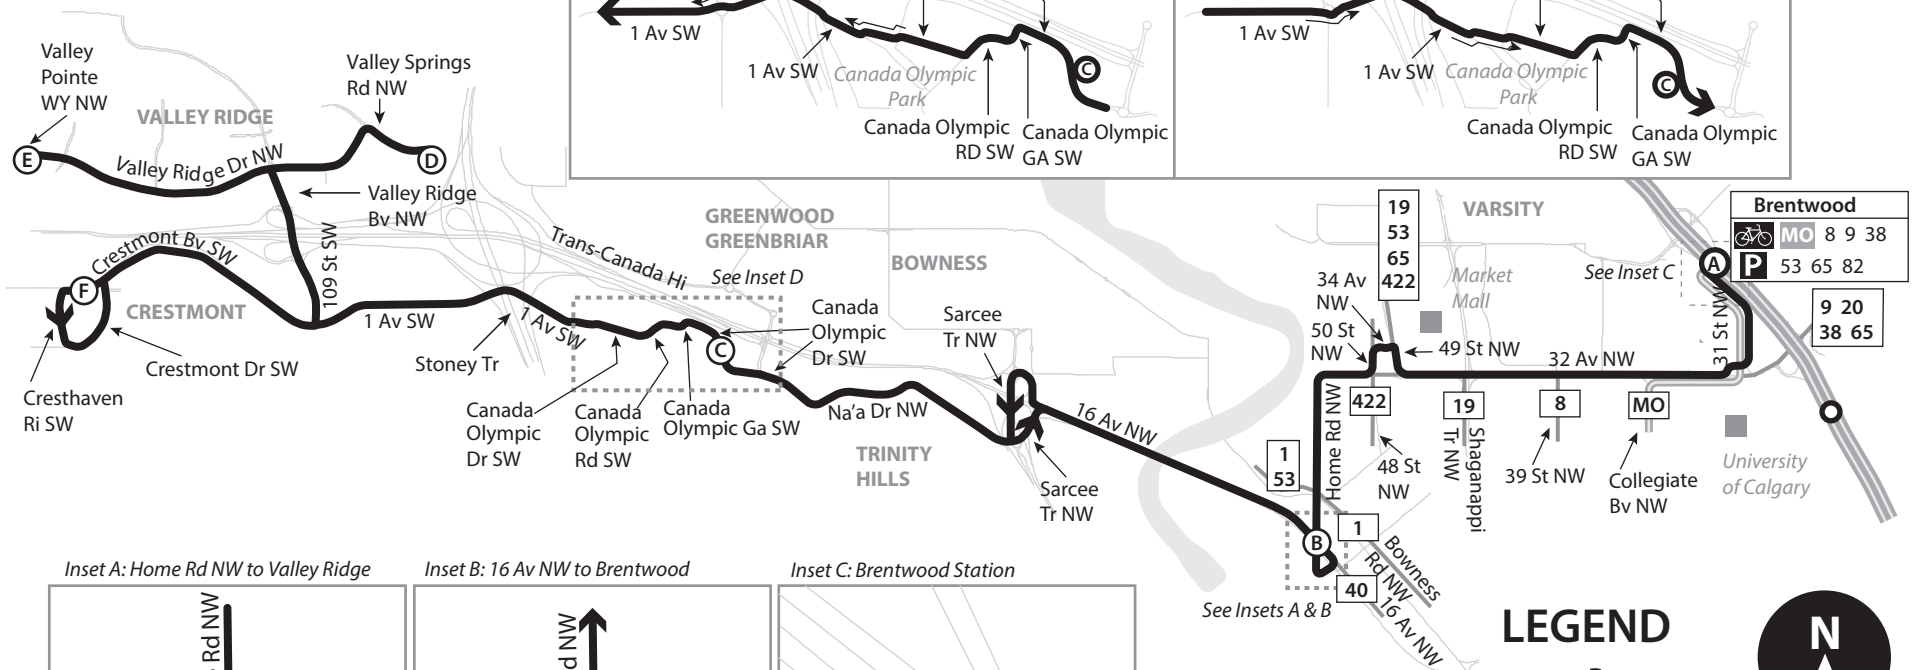 1 Av SW
1 Av SW
Canada Olympic
Park
C
Canada Olympic
RD SW
Canada Olympic
GA SW
1 Av SW
1 Av SW
Canada Olympic
Park
C
Canada Olympic
RD SW
Canada Olympic
GA SW
Valley
Pointe
WY NW
VALLEY RIDGE
Valley Springs
Rd NW
E
Valley Ridge Dr NW
D
Valley Ridge
Bv NW
109 St SW
Crestmont Bv SW
F
CRESTMONT
Crestmont Dr SW
Cresthaven
Ri SW
1 Av SW
Stoney Tr
1 Av SW
Trans-Canada Hi
GREENWOOD
GREENBRIAR
See Inset D
BOWNESS
Canada
Olympic
Dr SW
C
Canada
Olympic
Dr SW
Canada
Olympic
Rd SW
Canada
Olympic Ga SW
Na'a Dr NW
TRINITY
HILLS
Sarcee
Tr NW
Sarcee
Tr NW
16 Av NW
1
53
B
See Insets A & B
1
40
Bowness
Rd NW
16 Av NW
Home Rd NW
50 St
NW
34 Av
NW
19
53
65
422
VARSITY
Market
Mall
49 St NW
422
48 St
NW
19
Shaganappi
Tr NW
32 Av NW
8
39 St NW
MO
Collegiate
Bv NW
31 St NW
See Inset C
A
Brentwood
MO 8 9 38
P 53 65 82
9 20
38 65
University
of Calgary
Inset A: Home Rd NW to Valley Ridge
Rd NW
Inset B: 16 Av NW to Brentwood
d NW
Inset C: Brentwood Station
LEGEND
N